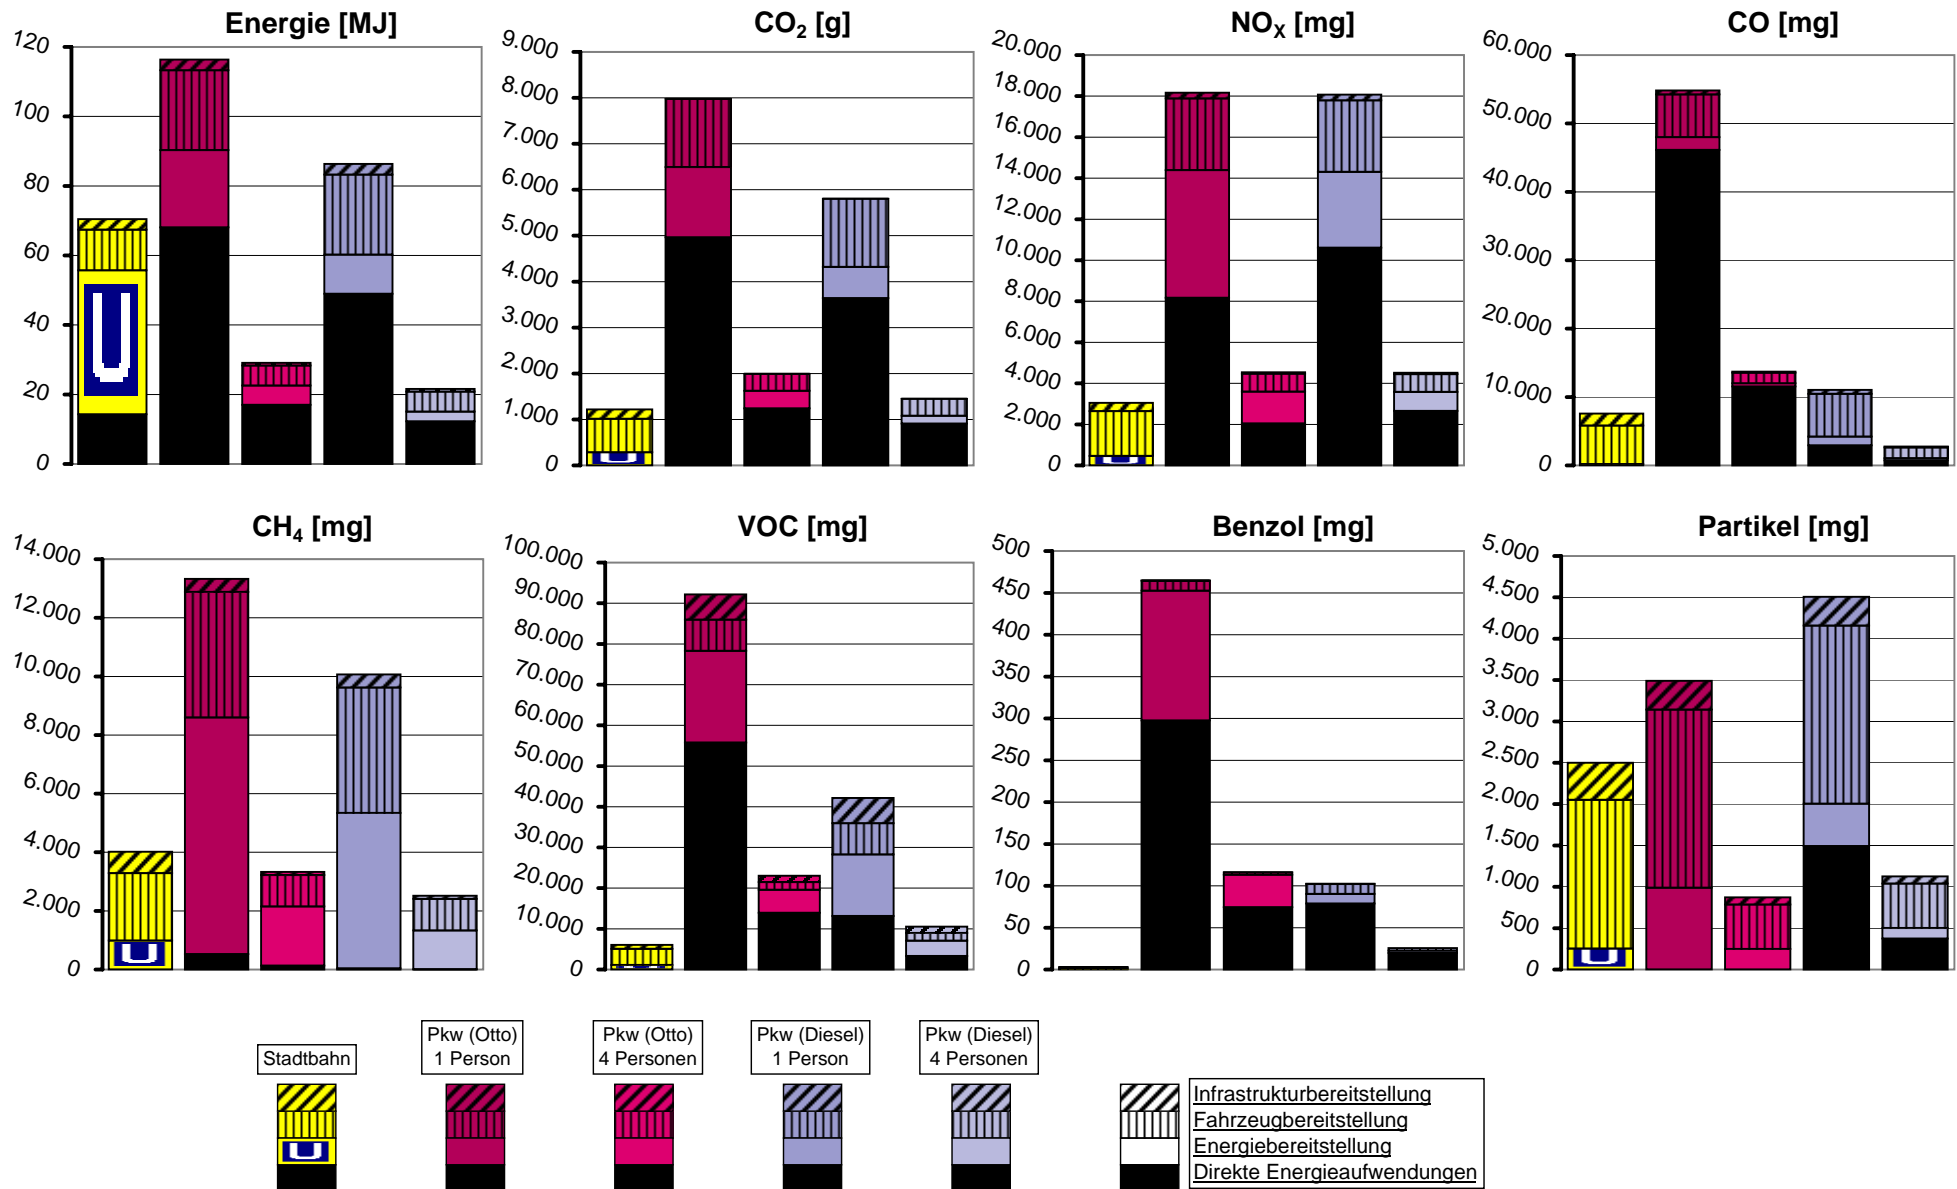 Energie [MJ]
120
100
80
60
40
20
0
U
CO₂ [g]
9.000
8.000
7.000
6.000
5.000
4.000
3.000
2.000
1.000
0
U
NOX [mg]
20.000
18.000
16.000
14.000
12.000
10.000
8.000
6.000
4.000
2.000
0
U
CO [mg]
60.000
50.000
40.000
30.000
20.000
10.000
0
CH₄ [mg]
14.000
12.000
10.000
8.000
6.000
4.000
2.000
0
U
VOC [mg]
100.000
90.000
80.000
70.000
60.000
50.000
40.000
30.000
20.000
10.000
0
U
Benzol [mg]
500
450
400
350
300
250
200
150
100
50
0
Partikel [mg]
5.000
4.500
4.000
3.500
3.000
2.500
2.000
1.500
1.000
500
0
U
Stadtbahn
Pkw (Otto)
1 Person
Pkw (Otto)
4 Personen
Pkw (Diesel)
1 Person
Pkw (Diesel)
4 Personen
U
Infrastrukturbereitstellung
Fahrzeugbereitstellung
Energiebereitstellung
Direkte Energieaufwendungen